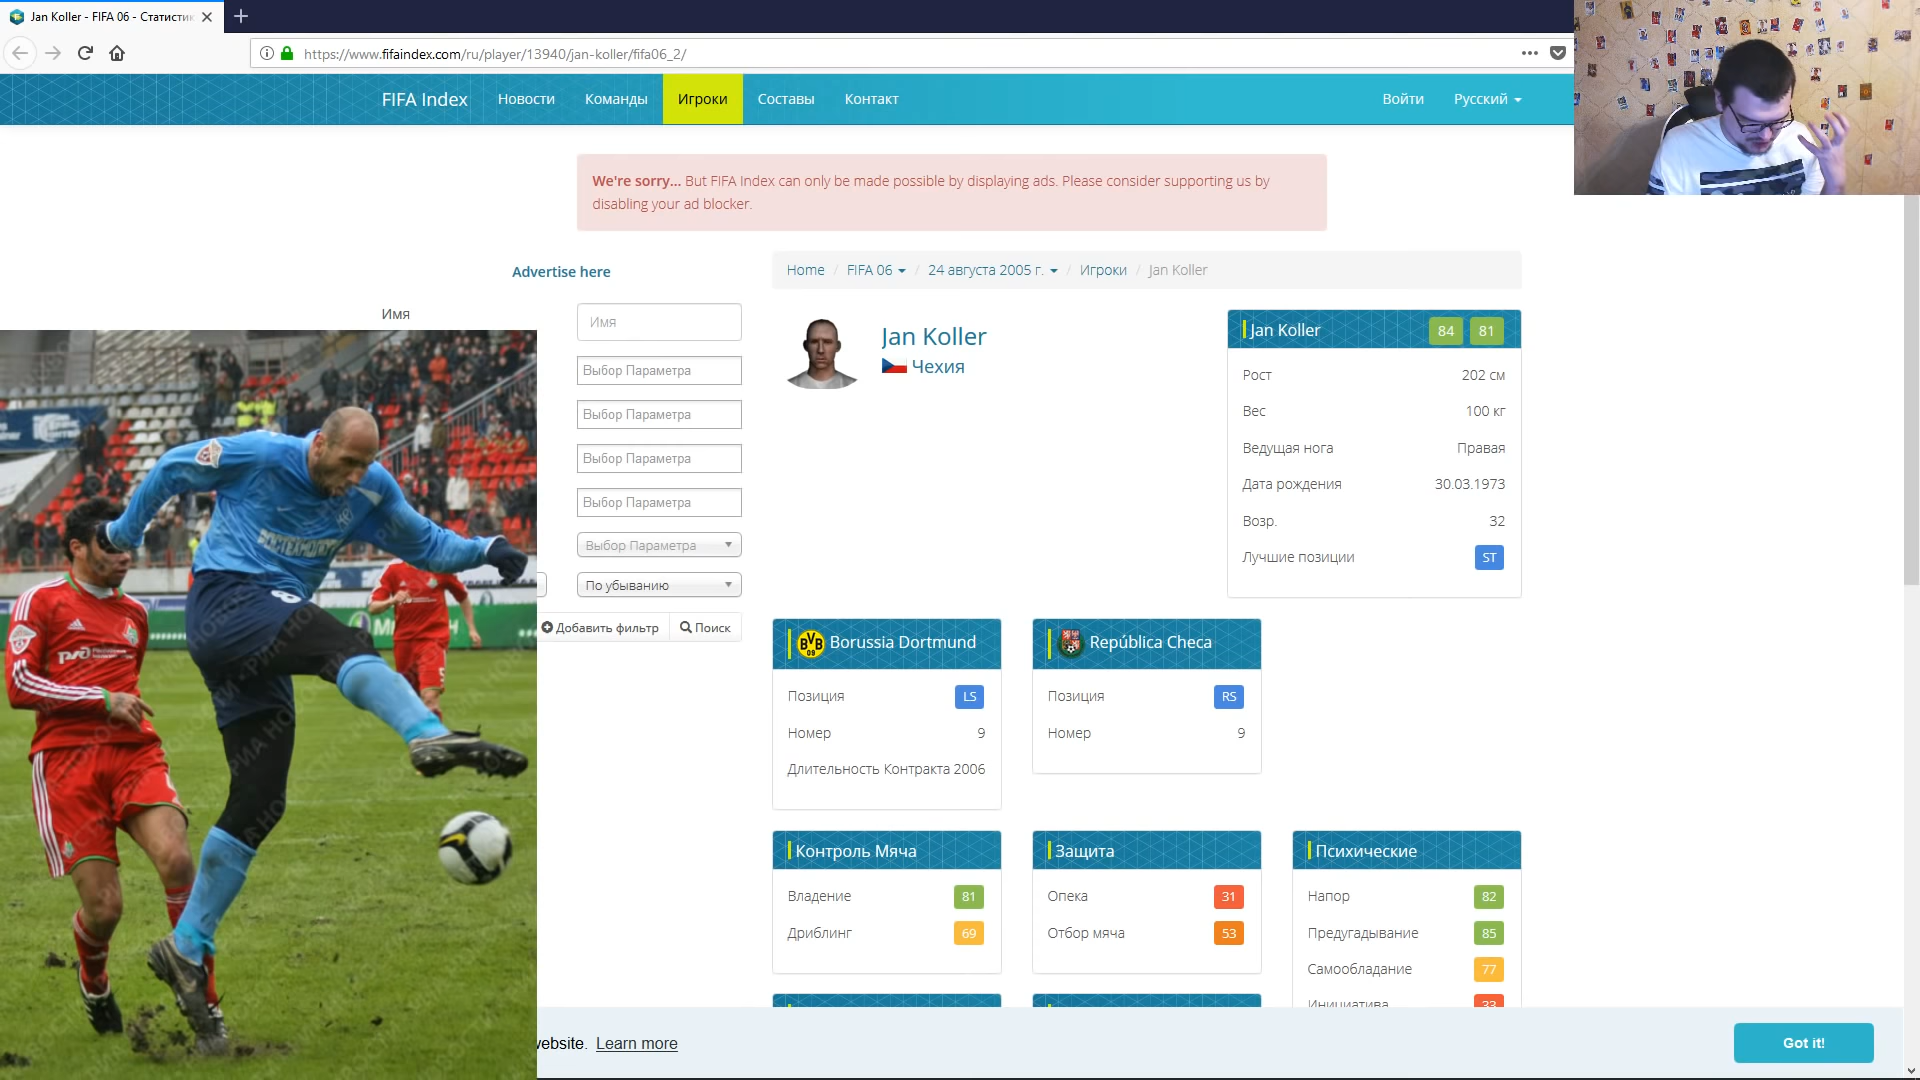 Jan Koller - FIFA 06 - Статистик
https://www.fifaindex.com/ru/player/13940/jan-koller/fifa06_2/
FIFA Index
Новости
Команды
Игроки
Составы
Контакт
Войти
Русский
We're sorry... But FIFA Index can only be made possible by displaying ads. Please consider supporting us by
disabling your ad blocker.
Advertise here
Home / FIFA 06 / 24 августа 2005 г. / Игроки / Jan Koller
Имя
Имя
Выбор Параметра
Выбор Параметра
Выбор Параметра
Выбор Параметра
Выбор Параметра
По убыванию
Добавить фильтр
Поиск
Jan Koller
Чехия
Jan Koller 84 81
Рост 202 см
Вес 100 кг
Ведущая нога Правая
Дата рождения 30.03.1973
Возр. 32
Лучшие позиции ST
Borussia Dortmund
Позиция LS
Номер 9
Длительность Контракта 2006
República Checa
Позиция RS
Номер 9
Контроль Мяча
Владение 81
Дриблинг 69
Защита
Опека 31
Отбор мяча 53
Психические
Напор 82
Предугадывание 85
Самообладание 77
Инициатива 33
ржд
website. Learn more
Got it!